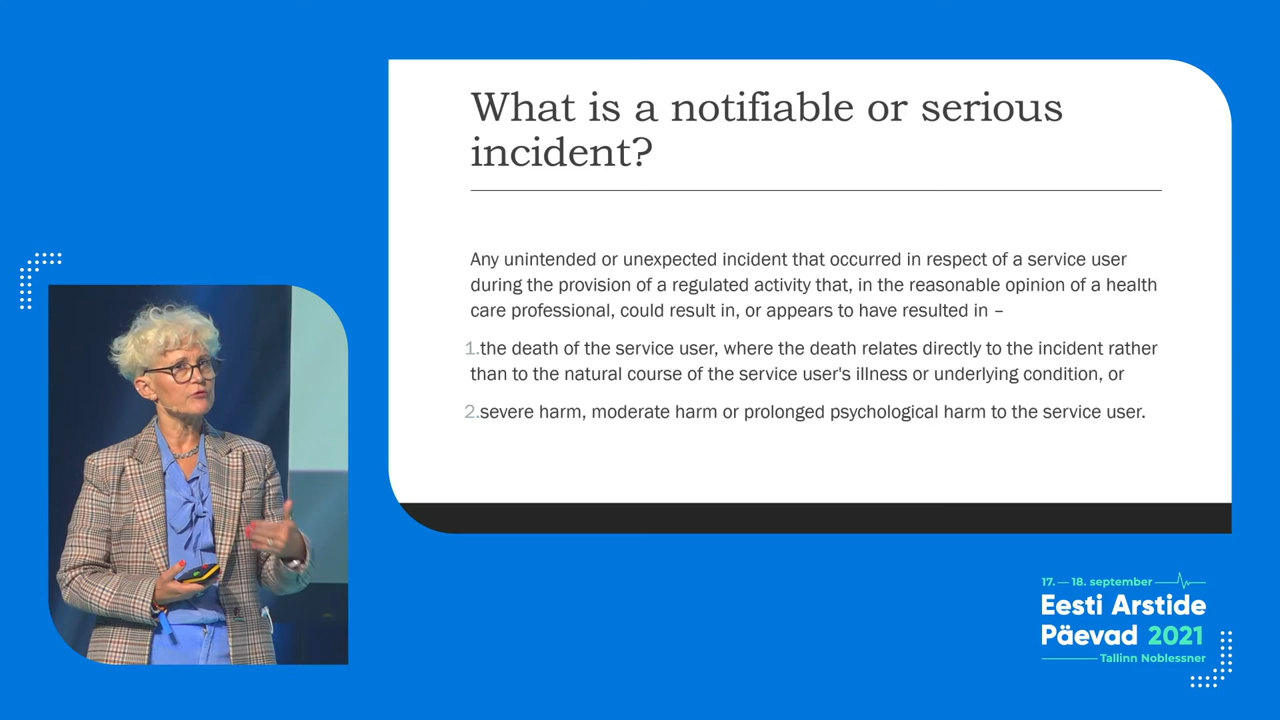 What is a notifiable or serious
incident?
Any unintended or unexpected incident that occurred in respect of a service user
during the provision of a regulated activity that, in the reasonable opinion of a health
care professional, could result in, or appears to have resulted in –
1.the death of the service user, where the death relates directly to the incident rather
than to the natural course of the service user's illness or underlying condition, or
2.severe harm, moderate harm or prolonged psychological harm to the service user.
17. — 18. september
Eesti Arstide
Päevad 2021
Tallinn Noblessner